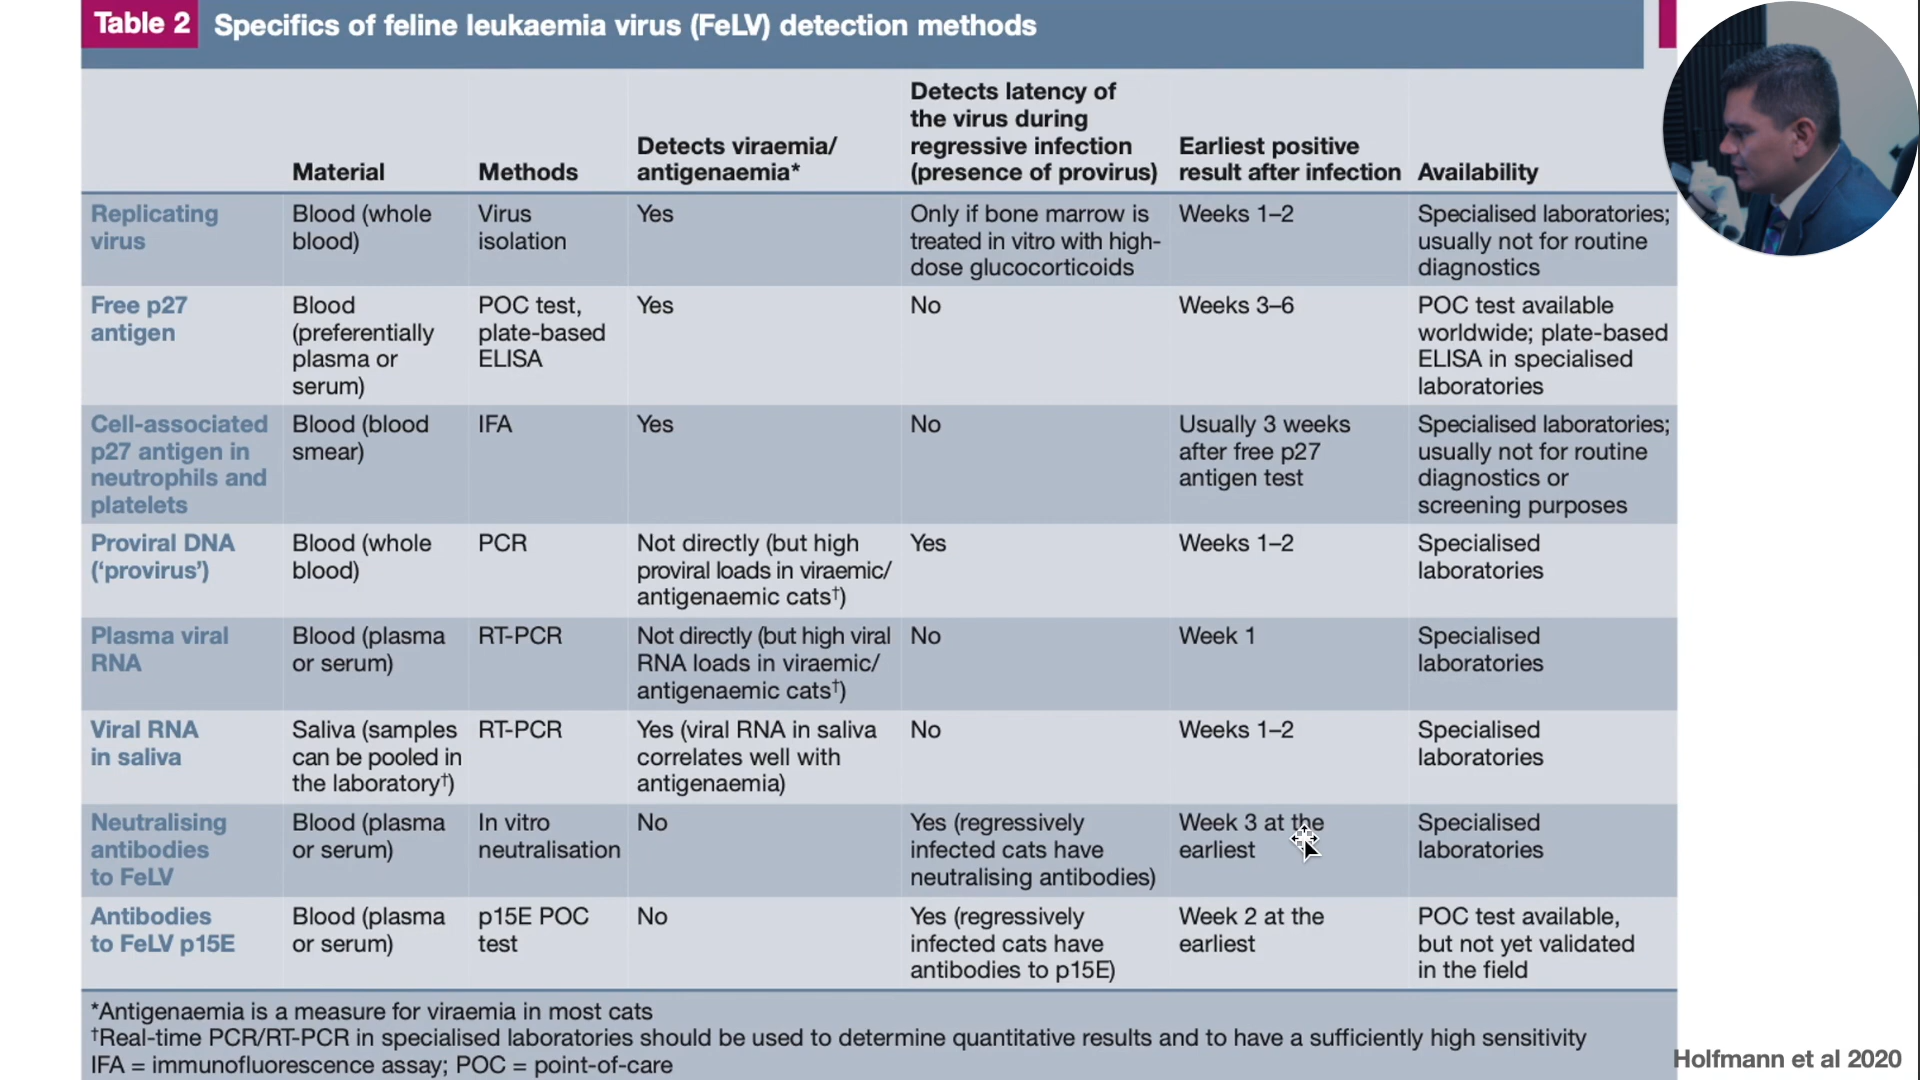 Table 2 Specifics of feline leukaemia virus (FeLV) detection methods
Material
Methods
Detects viraemia/
antigenaemia*
Detects latency of
the virus during
regressive infection
(presence of provirus)
Earliest positive
result after infection
Availability
Replicating
virus
Blood (whole
blood)
Virus
isolation
Yes
Only if bone marrow is
treated in vitro with high-
dose glucocorticoids
Weeks 1–2
Specialised laboratories;
usually not for routine
diagnostics
Free p27
antigen
Blood
(preferentially
plasma or
serum)
POC test,
plate-based
ELISA
Yes
No
Weeks 3–6
POC test available
worldwide; plate-based
ELISA in specialised
laboratories
Cell-associated
p27 antigen in
neutrophils and
platelets
Blood (blood
smear)
IFA
Yes
No
Usually 3 weeks
after free p27
antigen test
Specialised laboratories;
usually not for routine
diagnostics or
screening purposes
Proviral DNA
(‘provirus’)
Blood (whole
blood)
PCR
Not directly (but high
proviral loads in viraemic/
antigenaemic cats†)
Yes
Weeks 1–2
Specialised
laboratories
Plasma viral
RNA
Blood (plasma
or serum)
RT-PCR
Not directly (but high viral
RNA loads in viraemic/
antigenaemic cats†)
No
Week 1
Specialised
laboratories
Viral RNA
in saliva
Saliva (samples
can be pooled in
the laboratory†)
RT-PCR
Yes (viral RNA in saliva
correlates well with
antigenaemia)
No
Weeks 1–2
Specialised
laboratories
Neutralising
antibodies
to FeLV
Blood (plasma
or serum)
In vitro
neutralisation
No
Yes (regressively
infected cats have
neutralising antibodies)
Week 3 at the
earliest
Specialised
laboratories
Antibodies
to FeLV p15E
Blood (plasma
or serum)
p15E POC
test
No
Yes (regressively
infected cats have
antibodies to p15E)
Week 2 at the
earliest
POC test available,
but not yet validated
in the field
*Antigenaemia is a measure for viraemia in most cats
†Real-time PCR/RT-PCR in specialised laboratories should be used to determine quantitative results and to have a sufficiently high sensitivity
IFA = immunofluorescence assay; POC = point-of-care
Holfmann et al 2020